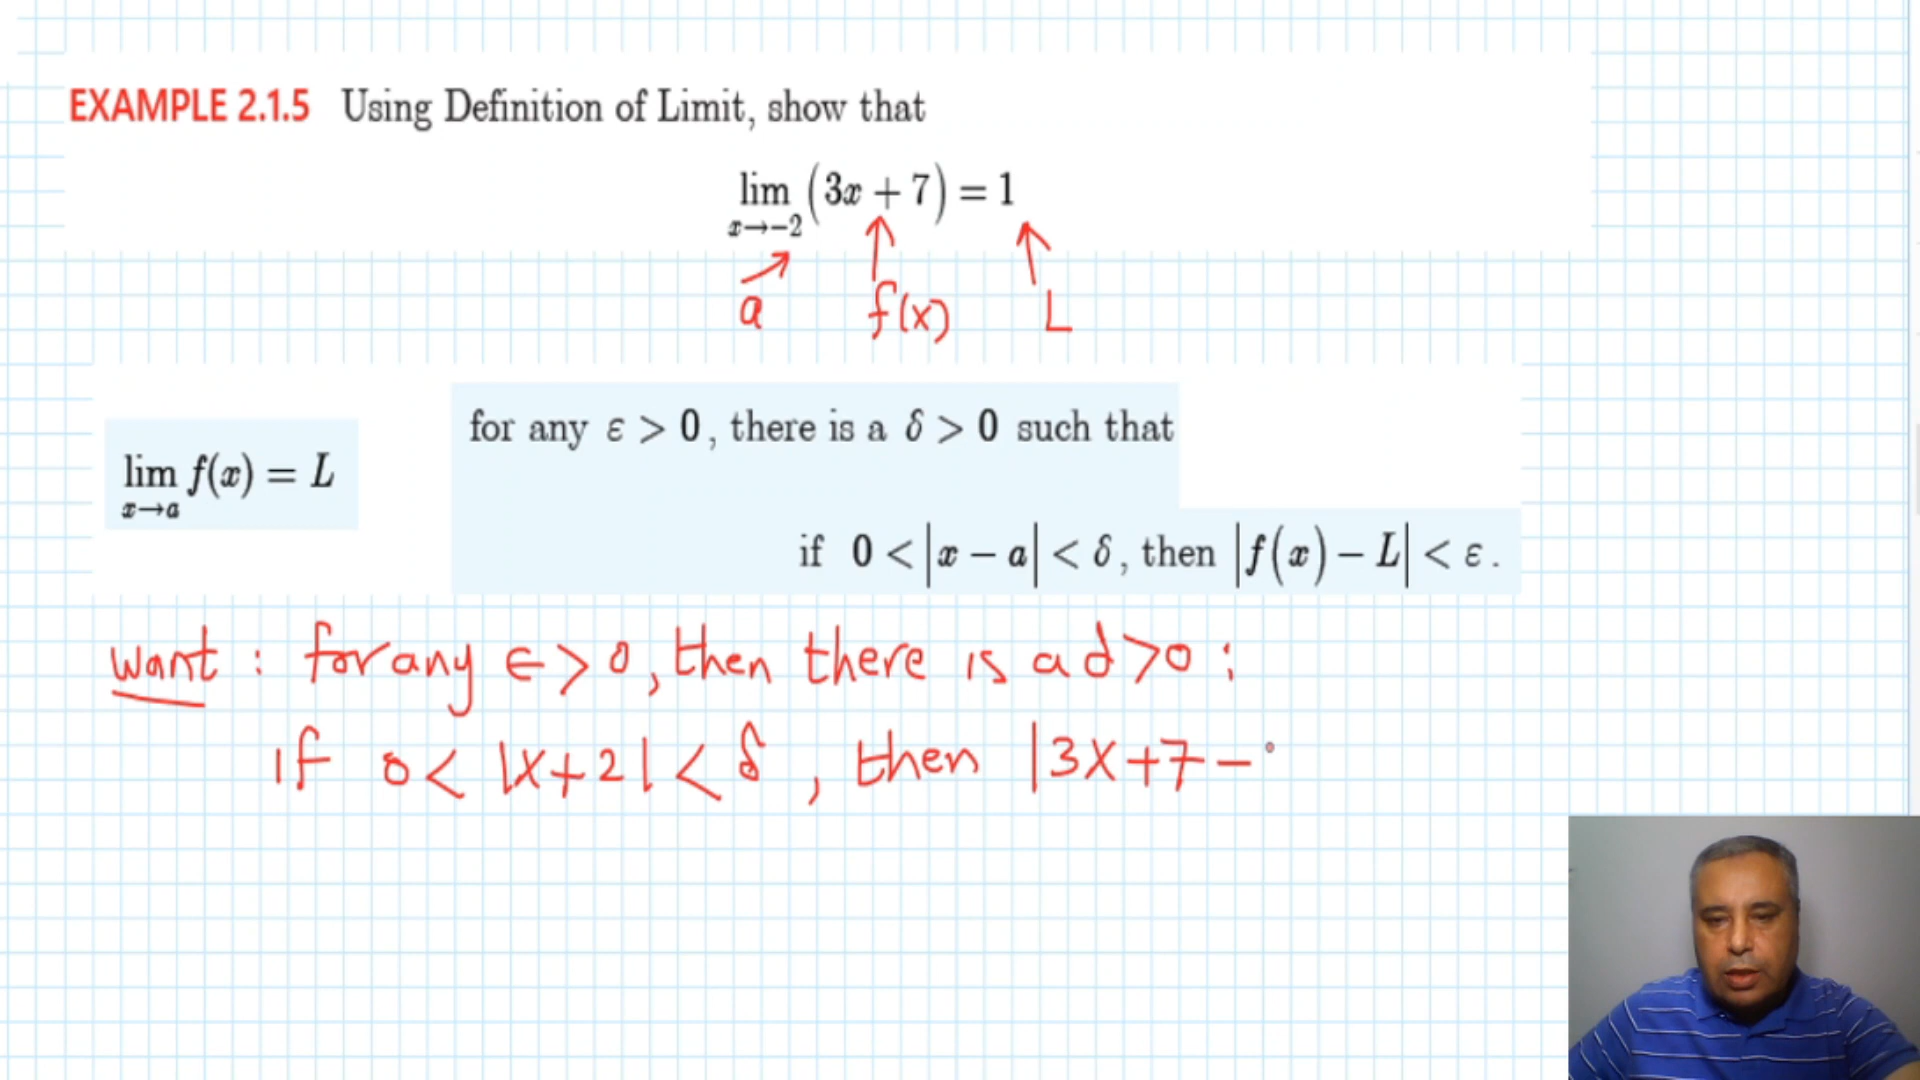 EXAMPLE 2.1.5 Using Definition of Limit, show that
lim (3x + 7) = 1
x→−2
a f(x) L
for any ε > 0, there is a δ > 0 such that
lim f(x) = L
x→a
if 0 < |x − a| < δ, then |f(x) − L| < ε.
Want : for any ϵ > 0, then there is a d > 0 :
if 0 < |x+2| < δ , then |3x+7−